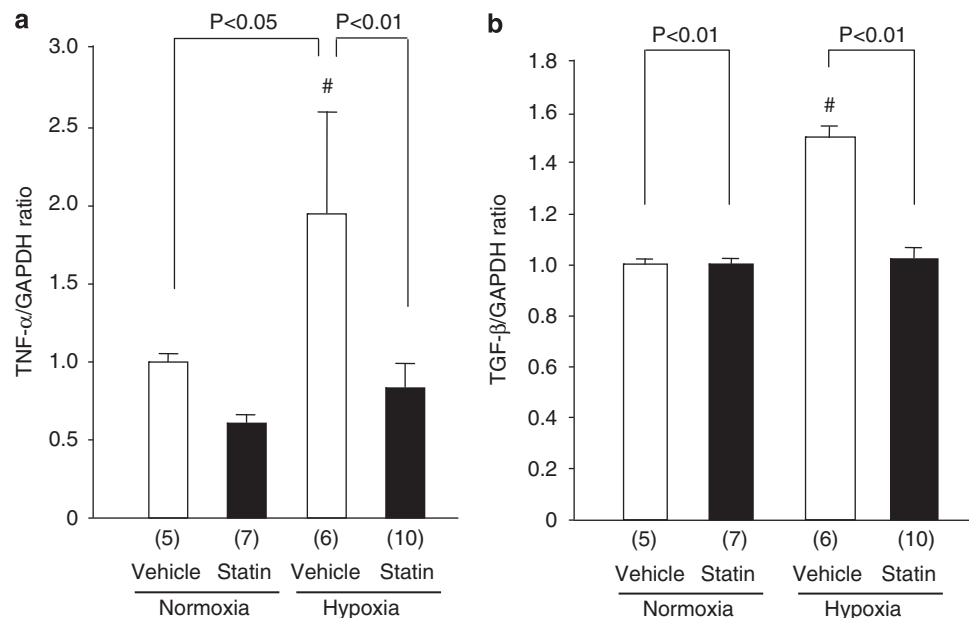 a
P<0.05
P<0.01
3.0
#
2.5
2.0
1.5
1.0
0.5
0
TNF-α/GAPDH ratio
(5) (7) (6) (10)
Vehicle Statin Vehicle Statin
Normoxia Hypoxia
b
P<0.01 P<0.01
1.8
1.6
#
1.4
1.2
1.0
0.8
0.6
0.4
0.2
0
TGF-β/GAPDH ratio
(5) (7) (6) (10)
Vehicle Statin Vehicle Statin
Normoxia Hypoxia